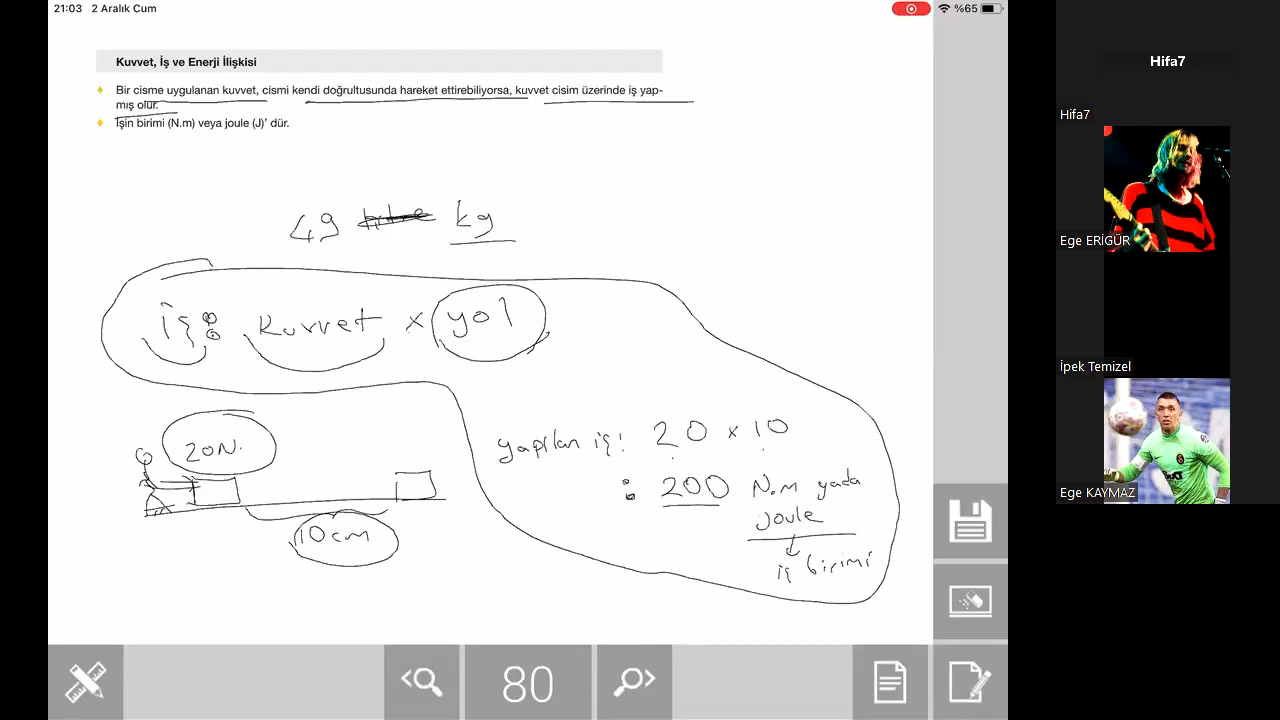 21:03 2 Aralık Cum
%65
Kuvvet, İş ve Enerji İlişkisi
Bir cisme uygulanan kuvvet, cismi kendi doğrultusunda hareket ettirebiliyorsa, kuvvet cisim üzerinde iş yap-
mış olur.
İşin birimi (N.m) veya joule (J)' dür.
49 kg
İş: Kuvvet x yol
20N.
10cm
yapılan iş: 20 x 10
: 200 N.m yada
joule
iş birimi
80
Hifa7
Hifa7
Ege ERİGÜR
İpek Temizel
Ege KAYMAZ